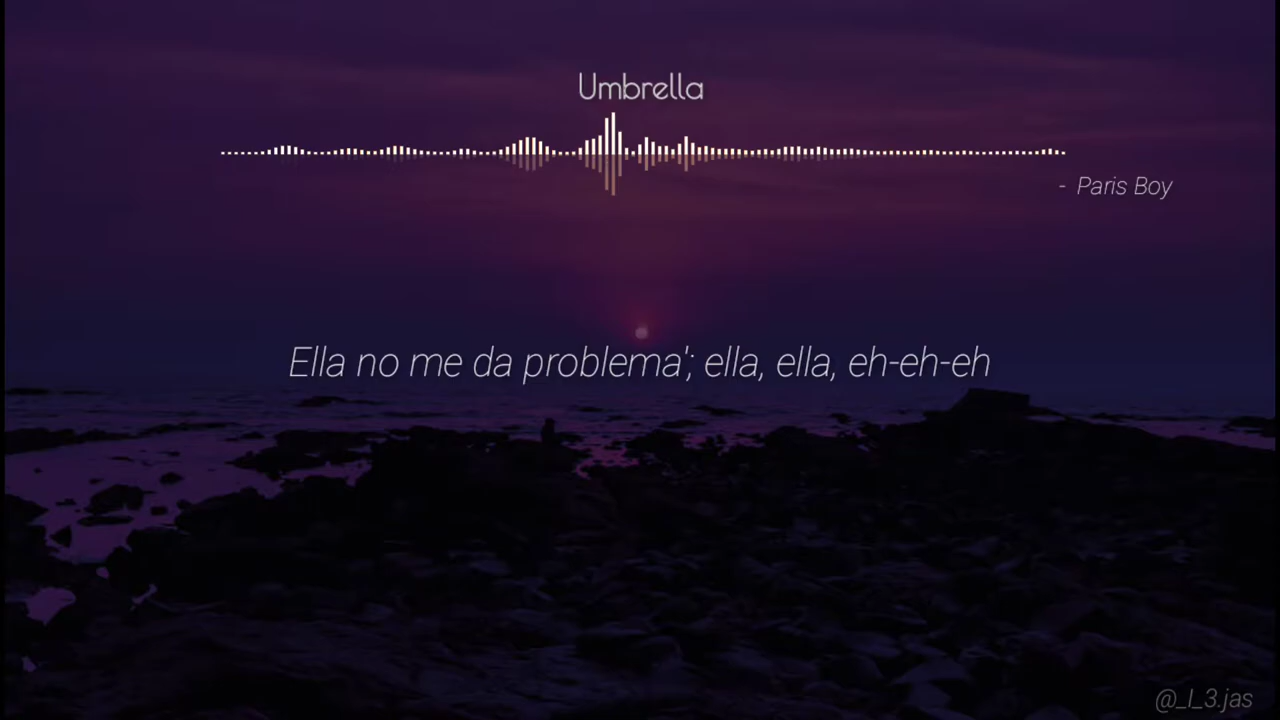 Umbrella
- Paris Boy
Ella no me da problema'; ella, ella, eh-eh-eh
@_l_3.jas